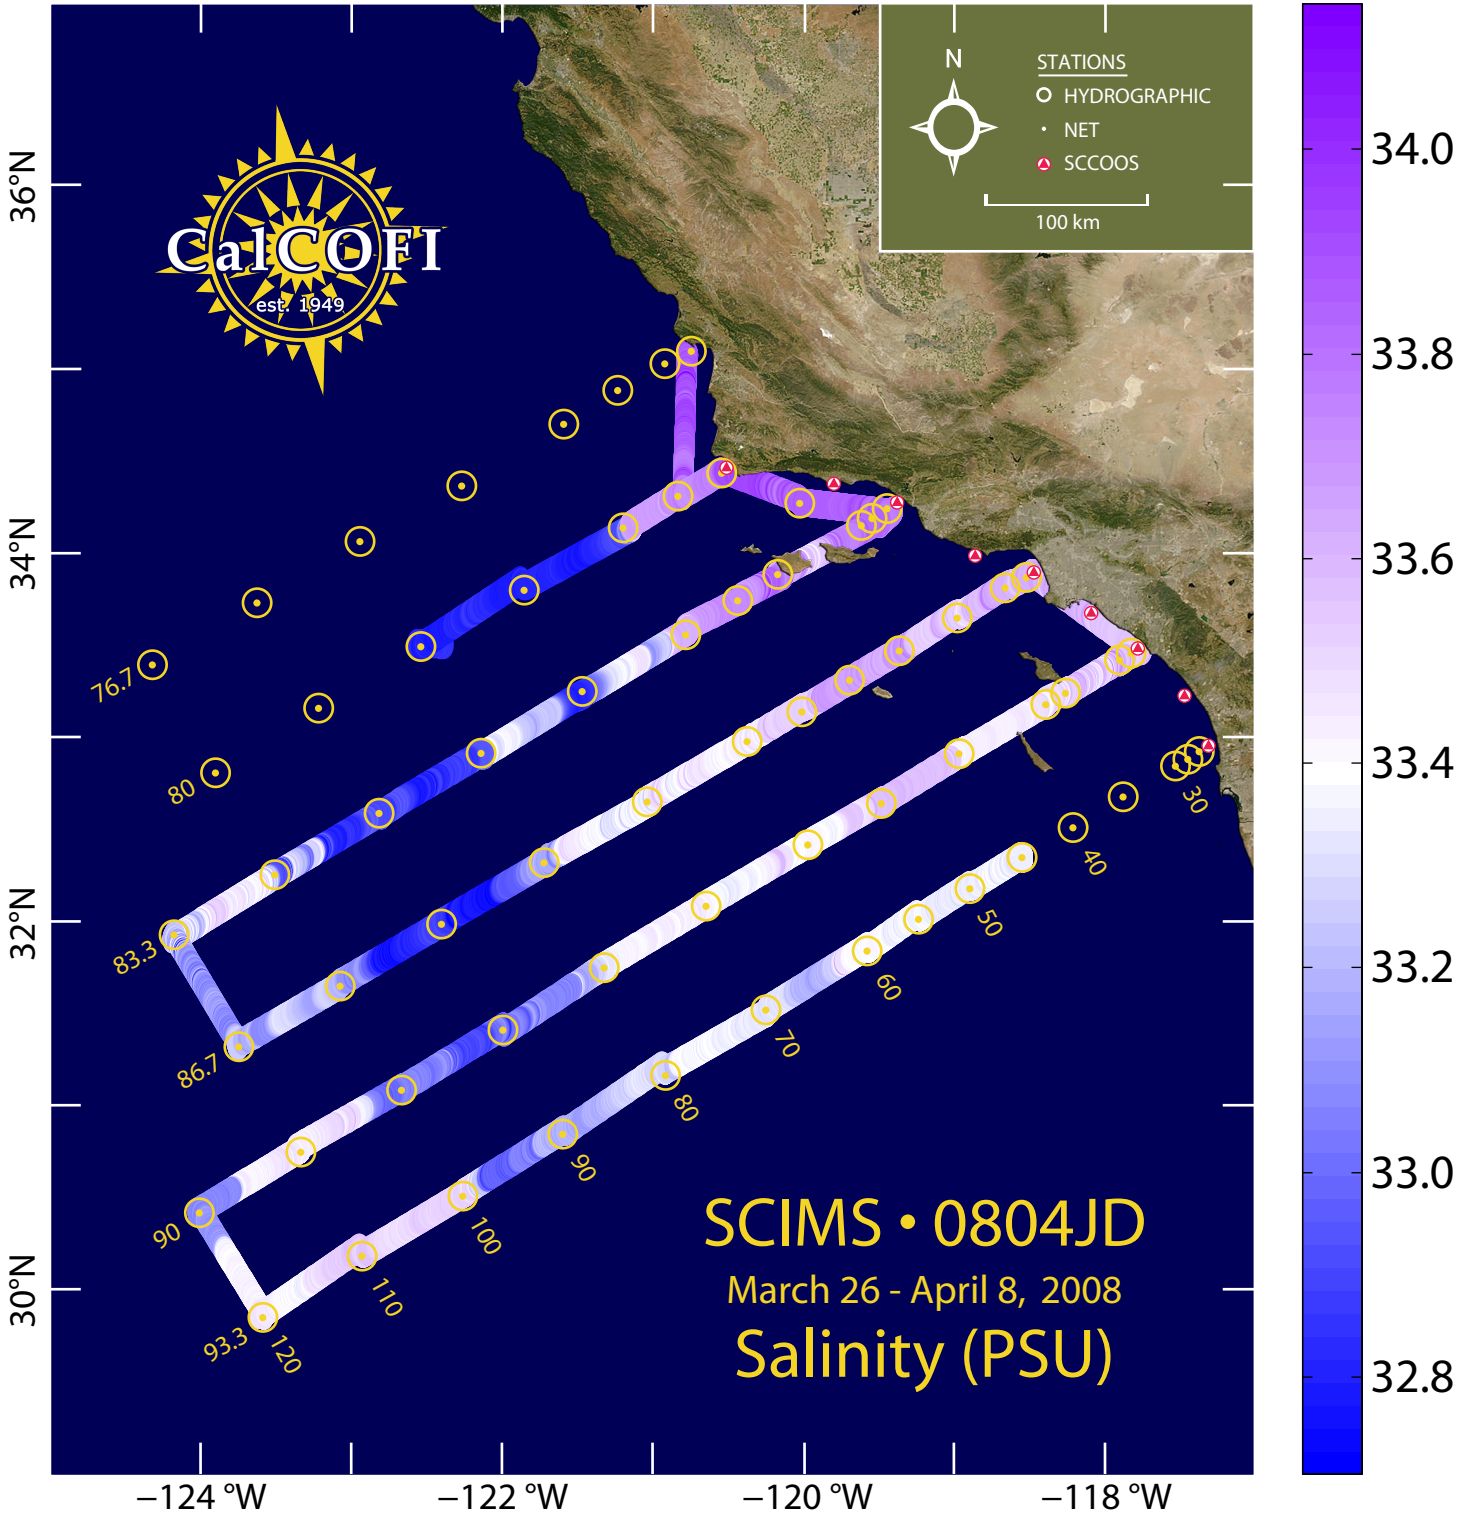 N
STATIONS
HYDROGRAPHIC
NET
SCCOOS
100 km
CalCOFI
est. 1949
36°N
34°N
32°N
30°N
76.7
80
83.3
86.7
90
93.3
30
40
50
60
70
80
90
100
110
120
SCIMS • 0804JD
March 26 - April 8, 2008
Salinity (PSU)
−124 °W
−122 °W
−120 °W
−118 °W
34.0
33.8
33.6
33.4
33.2
33.0
32.8